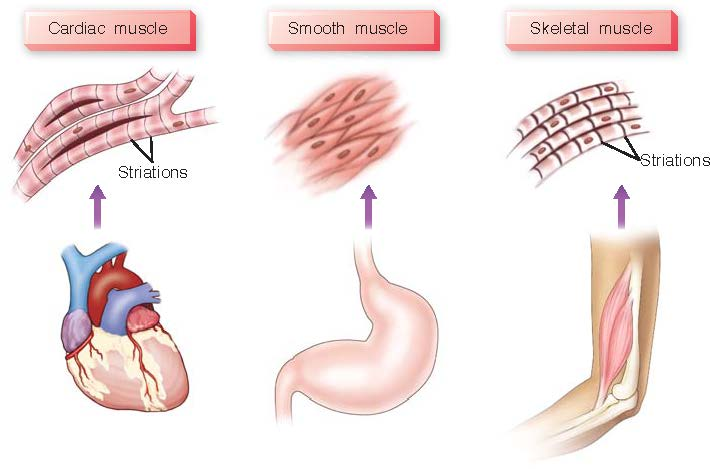 Cardiac muscle
Smooth muscle
Skeletal muscle
Striations
Striations